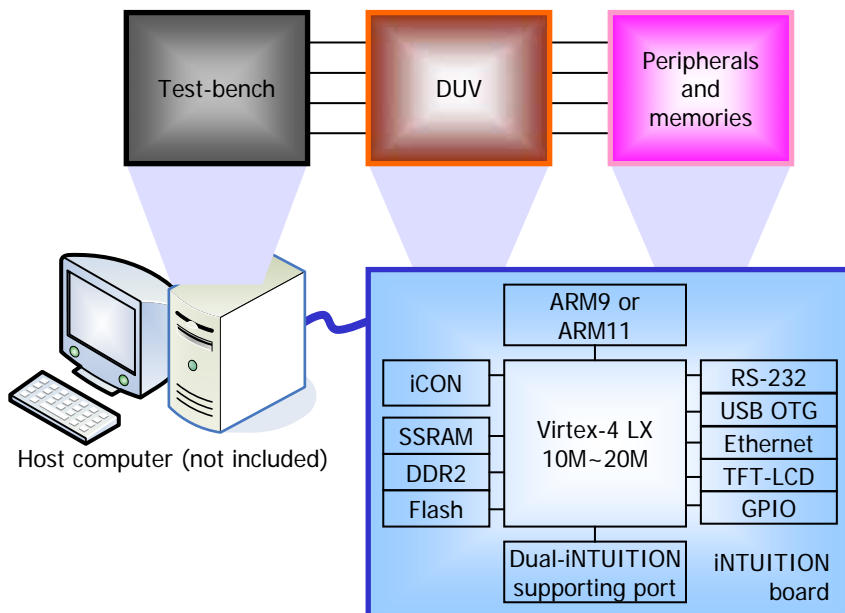 Test-bench
DUV
Peripherals
and
memories
Host computer (not included)
ARM9 or
ARM11
iCON
SSRAM
DDR2
Flash
Virtex-4 LX
10M~20M
RS-232
USB OTG
Ethernet
TFT-LCD
GPIO
Dual-iNTUITION
supporting port
iNTUITION
board